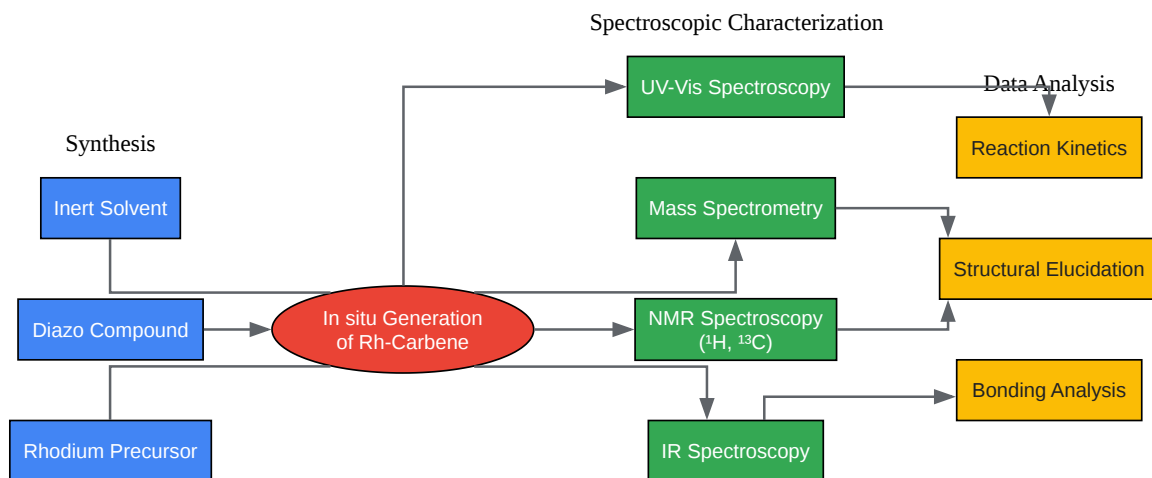 Spectroscopic Characterization
UV-Vis Spectroscopy
Data Analysis
Reaction Kinetics
Synthesis
Inert Solvent
Mass Spectrometry
Structural Elucidation
Diazo Compound
In situ Generation
of Rh-Carbene
NMR Spectroscopy
(¹H, ¹³C)
Bonding Analysis
Rhodium Precursor
IR Spectroscopy